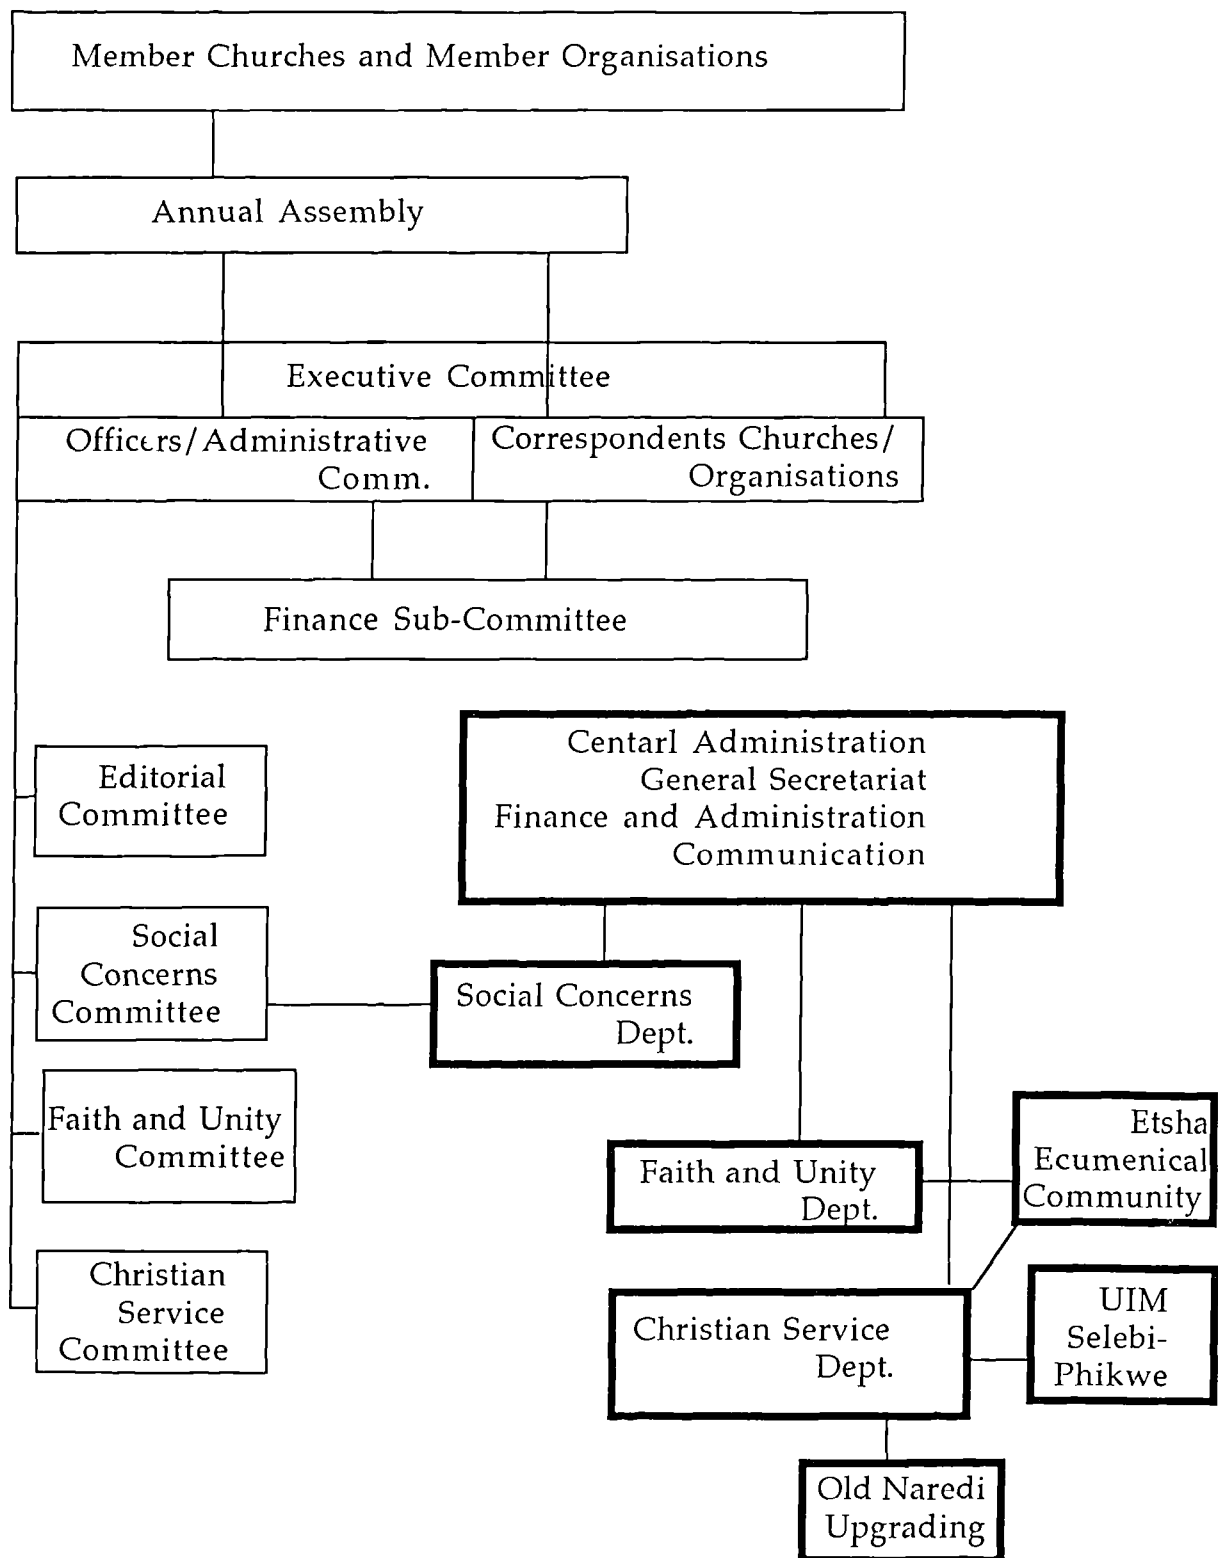 Member Churches and Member Organisations
Annual Assembly
Executive Committee
Officers/Administrative
Comm.
Correspondents Churches/
Organisations
Finance Sub-Committee
Centarl Administration
General Secretariat
Finance and Administration
Communication
Editorial
Committee
Social
Concerns
Committee
Social Concerns
Dept.
Faith and Unity
Committee
Faith and Unity
Dept.
Etsha
Ecumenical
Community
Christian
Service
Committee
Christian Service
Dept.
UIM
Selebi-
Phikwe
Old Naredi
Upgrading